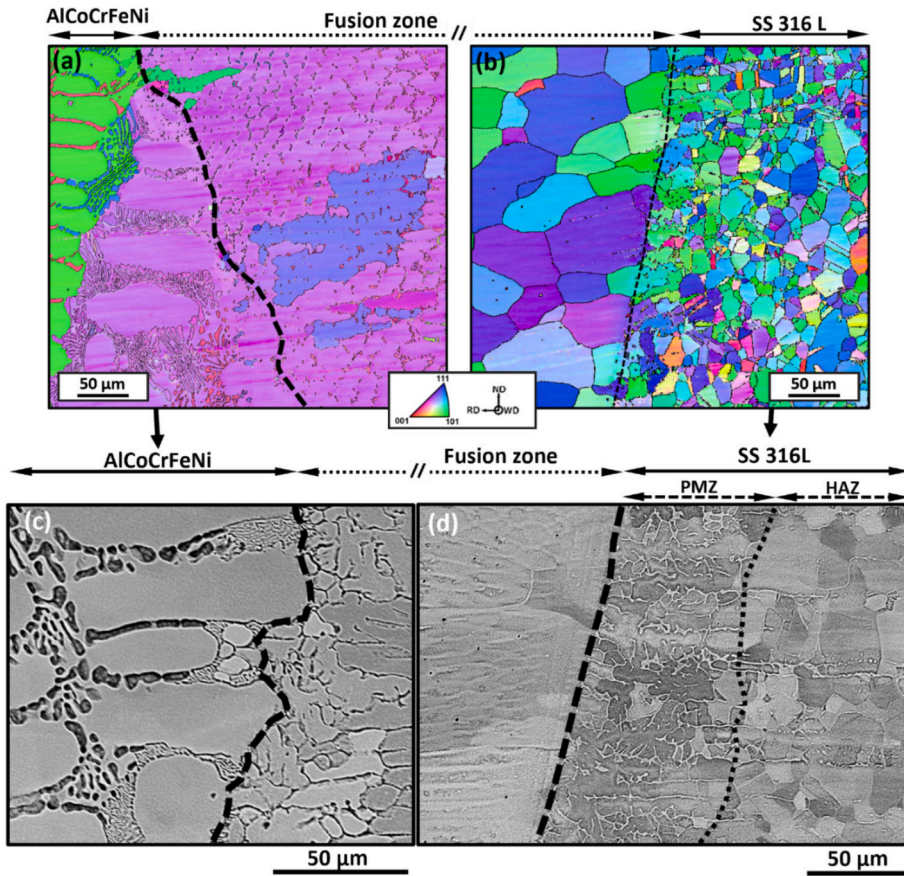 AlCoCrFeNi Fusion zone SS 316 L
//
(a) (b)
50 µm 50 µm
111
001 101
ND
RD WD
AlCoCrFeNi Fusion zone SS 316L
//
PMZ HAZ
(c) (d)
50 µm 50 µm